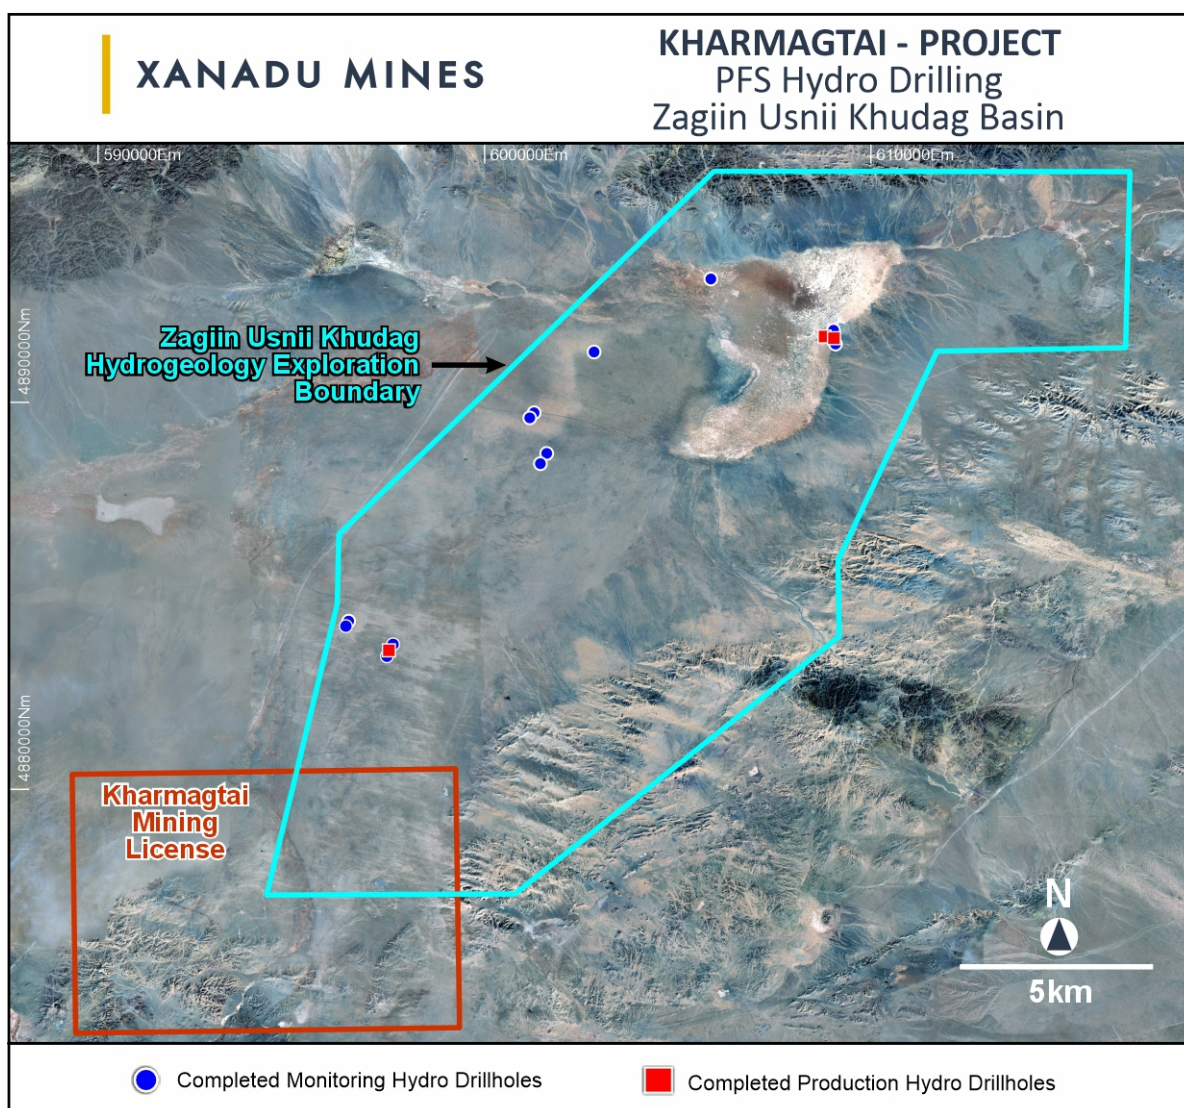 XANADU MINES
KHARMAGTAI - PROJECT
PFS Hydro Drilling
Zagiin Usnii Khudag Basin
590000Em
600000Em
610000Em
4890000Nm
4880000Nm
Zagiin Usnii Khudag
Hydrogeology Exploration
Boundary
Kharmagtai
Mining
License
N
5km
Completed Monitoring Hydro Drillholes
Completed Production Hydro Drillholes